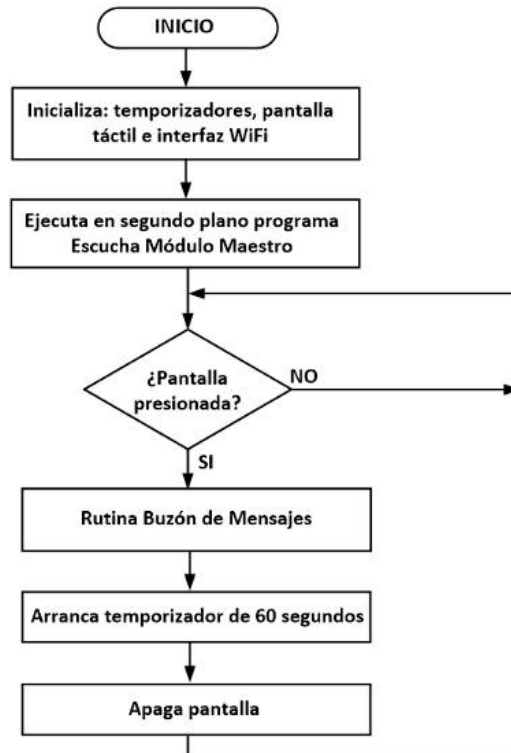 INICIO
Inicializa: temporizadores, pantalla
táctil e interfaz WiFi
Ejecuta en segundo plano programa
Escucha Módulo Maestro
¿Pantalla
presionada?
NO
SI
Rutina Buzón de Mensajes
Arranca temporizador de 60 segundos
Apaga pantalla